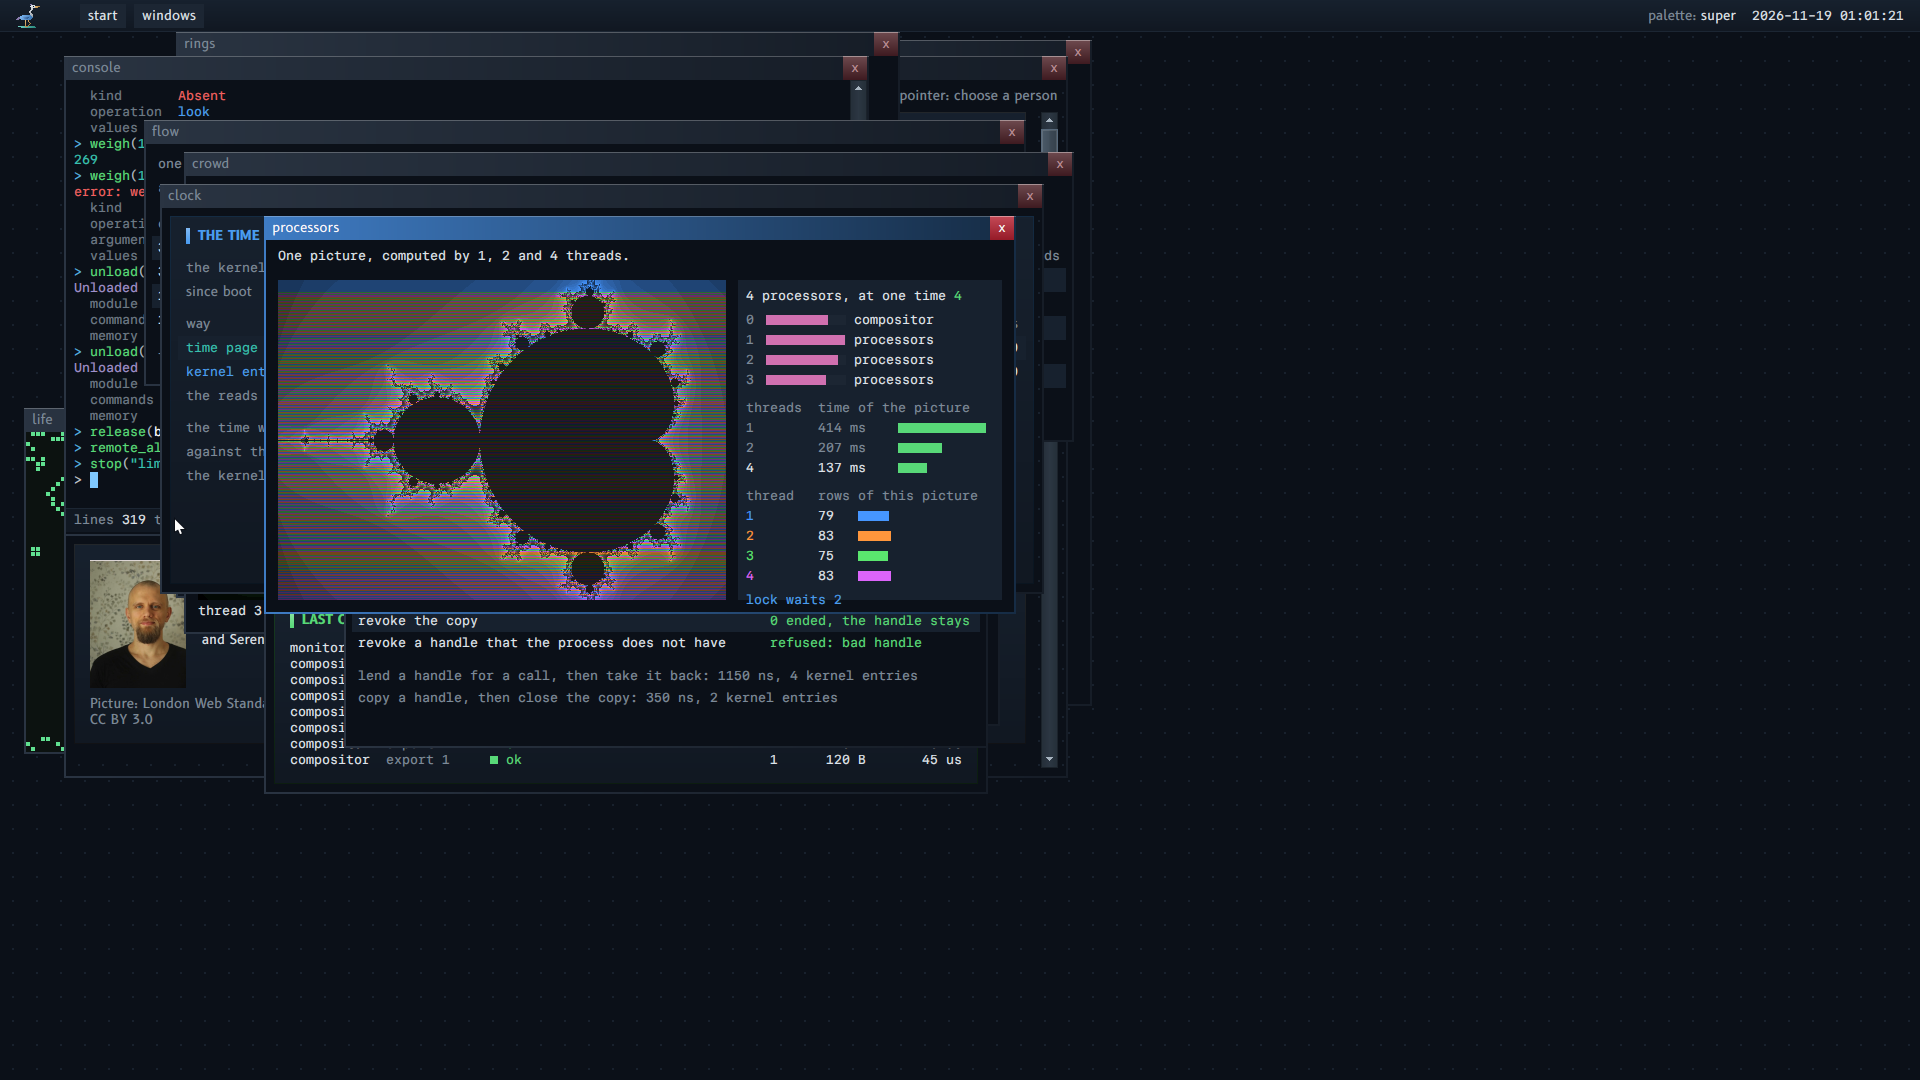 start windows palette: super 2026-11-19 01:01:21
rings x
x
console x
x
kind Absent
operation look
values
> weigh(1
269
> weigh(1
error: we
kind
operati
argumen
values
> unload(
Unloaded
module
command
memory
> unload(
Unloaded
module
commands
memory
> release(b
> remote_al
> stop("lim
>
lines 319 t
pointer: choose a person
flow x
one
crowd x
ds
clock x
THE TIME
the kernel
since boot
way
time page
kernel ent
the reads
the time w
against th
the kernel
processors x
One picture, computed by 1, 2 and 4 threads.
4 processors, at one time 4
0 compositor
1 processors
2 processors
3 processors
threads time of the picture
1 414 ms
2 207 ms
4 137 ms
thread rows of this picture
1 79
2 83
3 75
4 83
lock waits 2
life
thread 3
and Seren
Picture: London Web Standa
CC BY 3.0
LAST C
monitor
composi
composi
composi
composi
composi
composi
compositor export 1 ok 1 120 B 45 us
revoke the copy 0 ended, the handle stays
revoke a handle that the process does not have refused: bad handle
lend a handle for a call, then take it back: 1150 ns, 4 kernel entries
copy a handle, then close the copy: 350 ns, 2 kernel entries